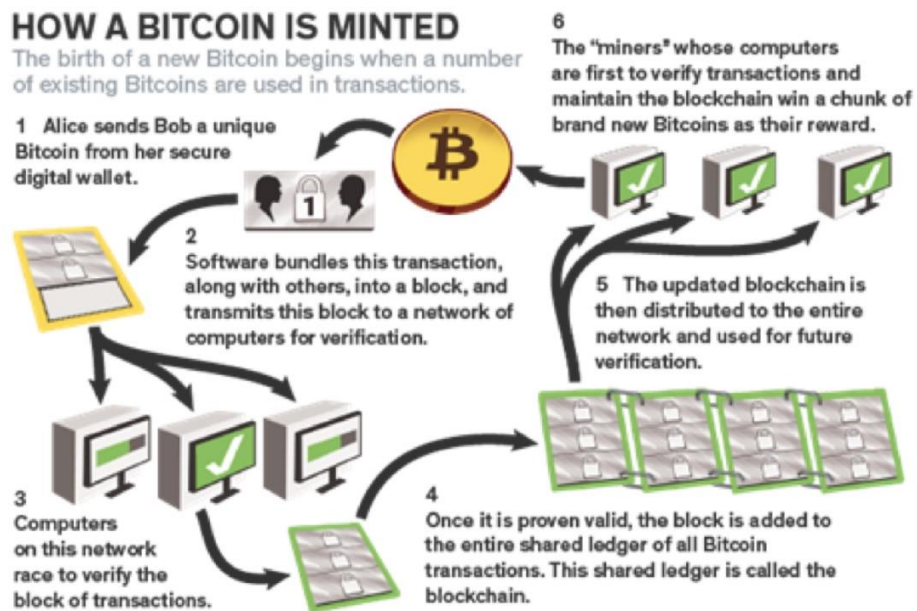 HOW A BITCOIN IS MINTED
The birth of a new Bitcoin begins when a number
of existing Bitcoins are used in transactions.
1 Alice sends Bob a unique
Bitcoin from her secure
digital wallet.
1
2
Software bundles this transaction,
along with others, into a block, and
transmits this block to a network of
computers for verification.
3
Computers
on this network
race to verify the
block of transactions.
4
Once it is proven valid, the block is added to
the entire shared ledger of all Bitcoin
transactions. This shared ledger is called the
blockchain.
5 The updated blockchain is
then distributed to the entire
network and used for future
verification.
6
The “miners” whose computers
are first to verify transactions and
maintain the blockchain win a chunk of
brand new Bitcoins as their reward.